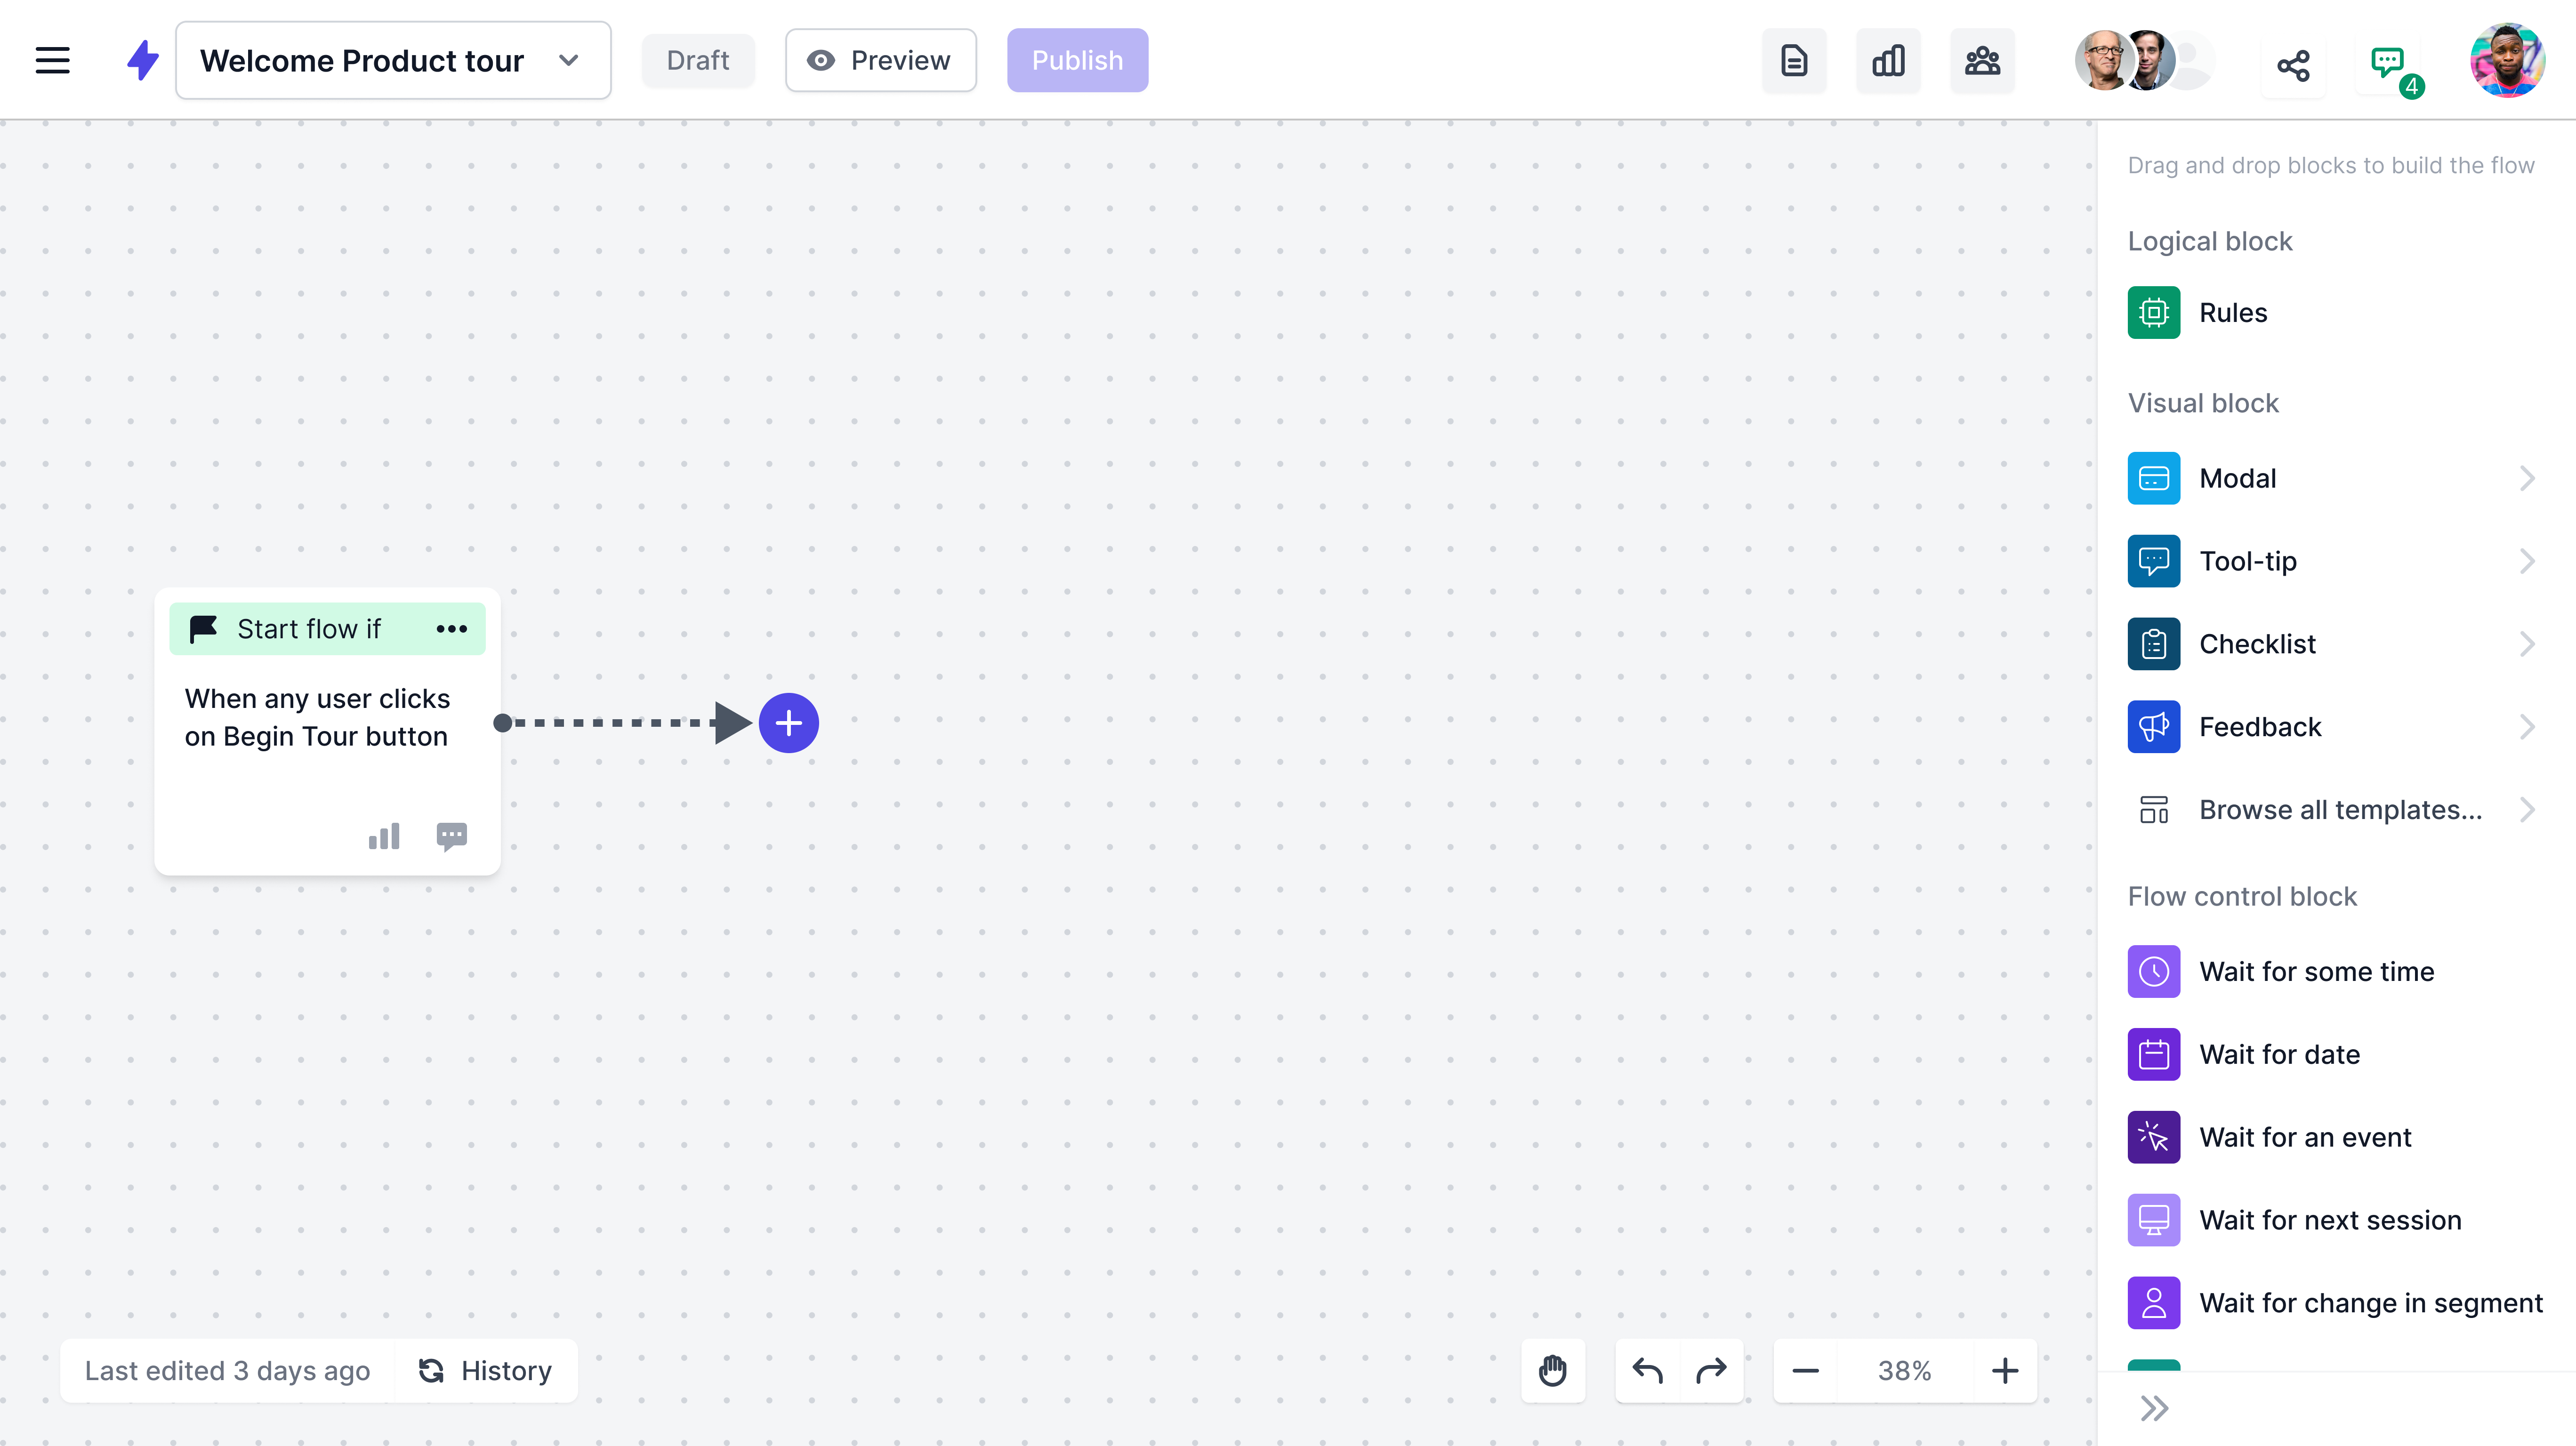 Welcome Product tour
Draft
Preview
Publish
4
Drag and drop blocks to build the flow
Logical block
Rules
Visual block
Modal
Tool-tip
Checklist
Feedback
Browse all templates...
Flow control block
Wait for some time
Wait for date
Wait for an event
Wait for next session
Wait for change in segment
Start flow if
When any user clicks
on Begin Tour button
Last edited 3 days ago
History
38%